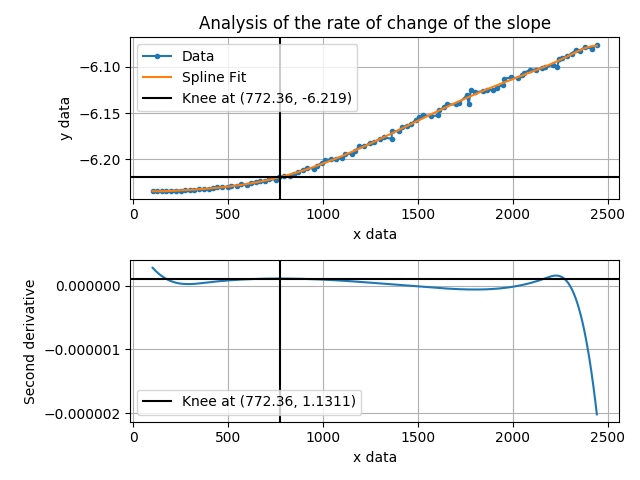 Analysis of the rate of change of the slope
y data
−6.10
−6.15
−6.20
Data
Spline Fit
Knee at (772.36, -6.219)
0 500 1000 1500 2000 2500
x data
Second derivative
0.000000
−0.000001
−0.000002
Knee at (772.36, 1.1311)
0 500 1000 1500 2000 2500
x data